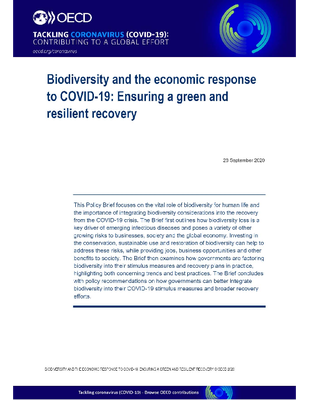 OECD
TACKLING CORONAVIRUS (COVID-19):
CONTRIBUTING TO A GLOBAL EFFORT
oecd.org/coronavirus
Biodiversity and the economic response
to COVID-19: Ensuring a green and
resilient recovery
23 September 2020
This Policy Brief focuses on the vital role of biodiversity for human life and
the importance of integrating biodiversity considerations into the recovery
from the COVID-19 crisis. The Brief first outlines how biodiversity loss is a
key driver of emerging infectious diseases and poses a variety of other
growing risks to businesses, society and the global economy. Investing in
the conservation, sustainable use and restoration of biodiversity can help to
address these risks, while providing jobs, business opportunities and other
benefits to society. The Brief then examines how governments are factoring
biodiversity into their stimulus measures and recovery plans in practice,
highlighting both concerning trends and best practices. The Brief concludes
with policy recommendations on how governments can better integrate
biodiversity into their COVID-19 stimulus measures and broader recovery
efforts.
BIODIVERSITY AND THE ECONOMIC RESPONSE TO COVID-19: ENSURING A GREEN AND RESILIENT RECOVERY © OECD 2020
Tackling coronavirus (COVID-19) - Browse OECD contributions